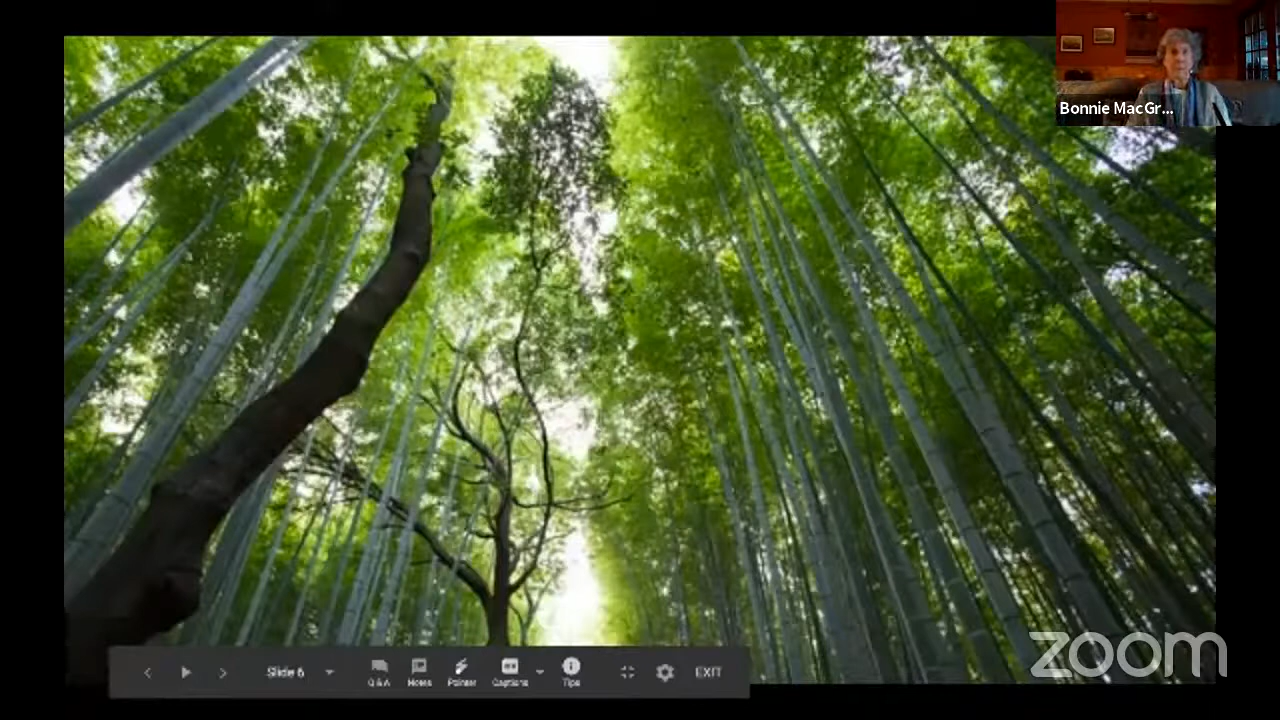 Bonnie MacGr...
Slide 6
Q & A
Notes
Pointer
Captions
Tips
EXIT
zoom